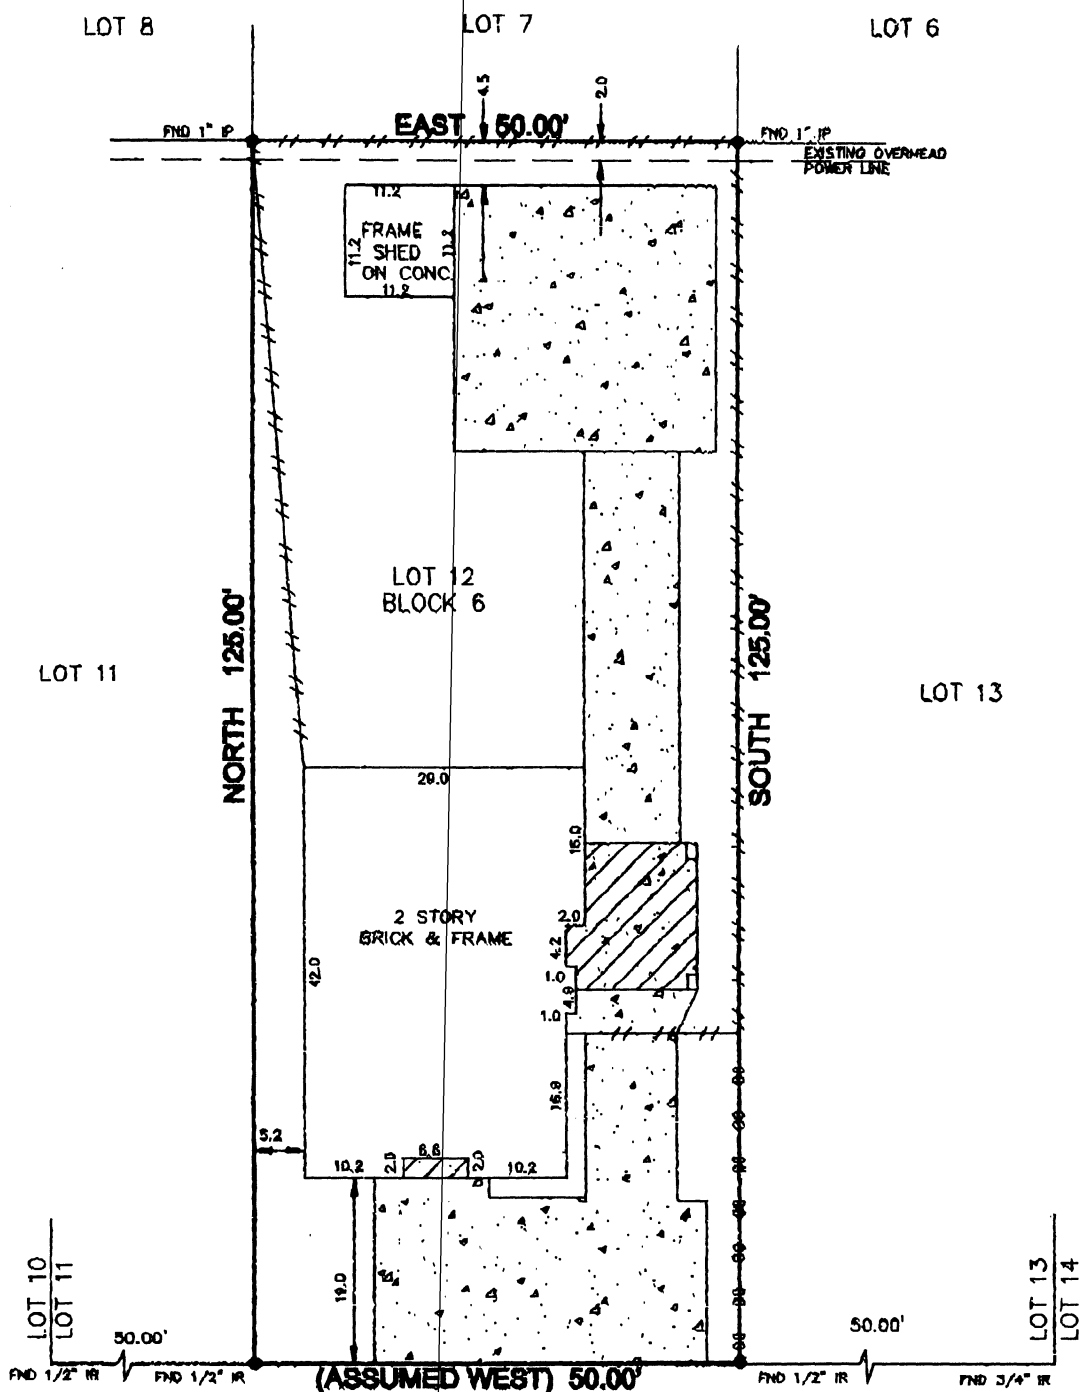 LOT 8
LOT 7
LOT 6
4.5
2.0
EAST 50.00'
FND 1" IP
FND 1" IP
EXISTING OVERHEAD
POWER LINE
11.2
FRAME
SHED
ON CONC.
11.2
11.2
11.2
LOT 12
BLOCK 6
NORTH 125.00'
SOUTH 125.00'
LOT 11
LOT 13
29.0
15.0
2 STORY
BRICK & FRAME
2.0
4.2
1.0
4.9
1.0
42.0
16.9
5.2
10.2
2.0
8.6
2.0
10.2
19.0
LOT 10
LOT 11
LOT 13
LOT 14
50.00'
50.00'
FND 1/2" IR
FND 1/2" IR
(ASSUMED WEST) 50.00'
FND 1/2" IR
FND 3/4" IR